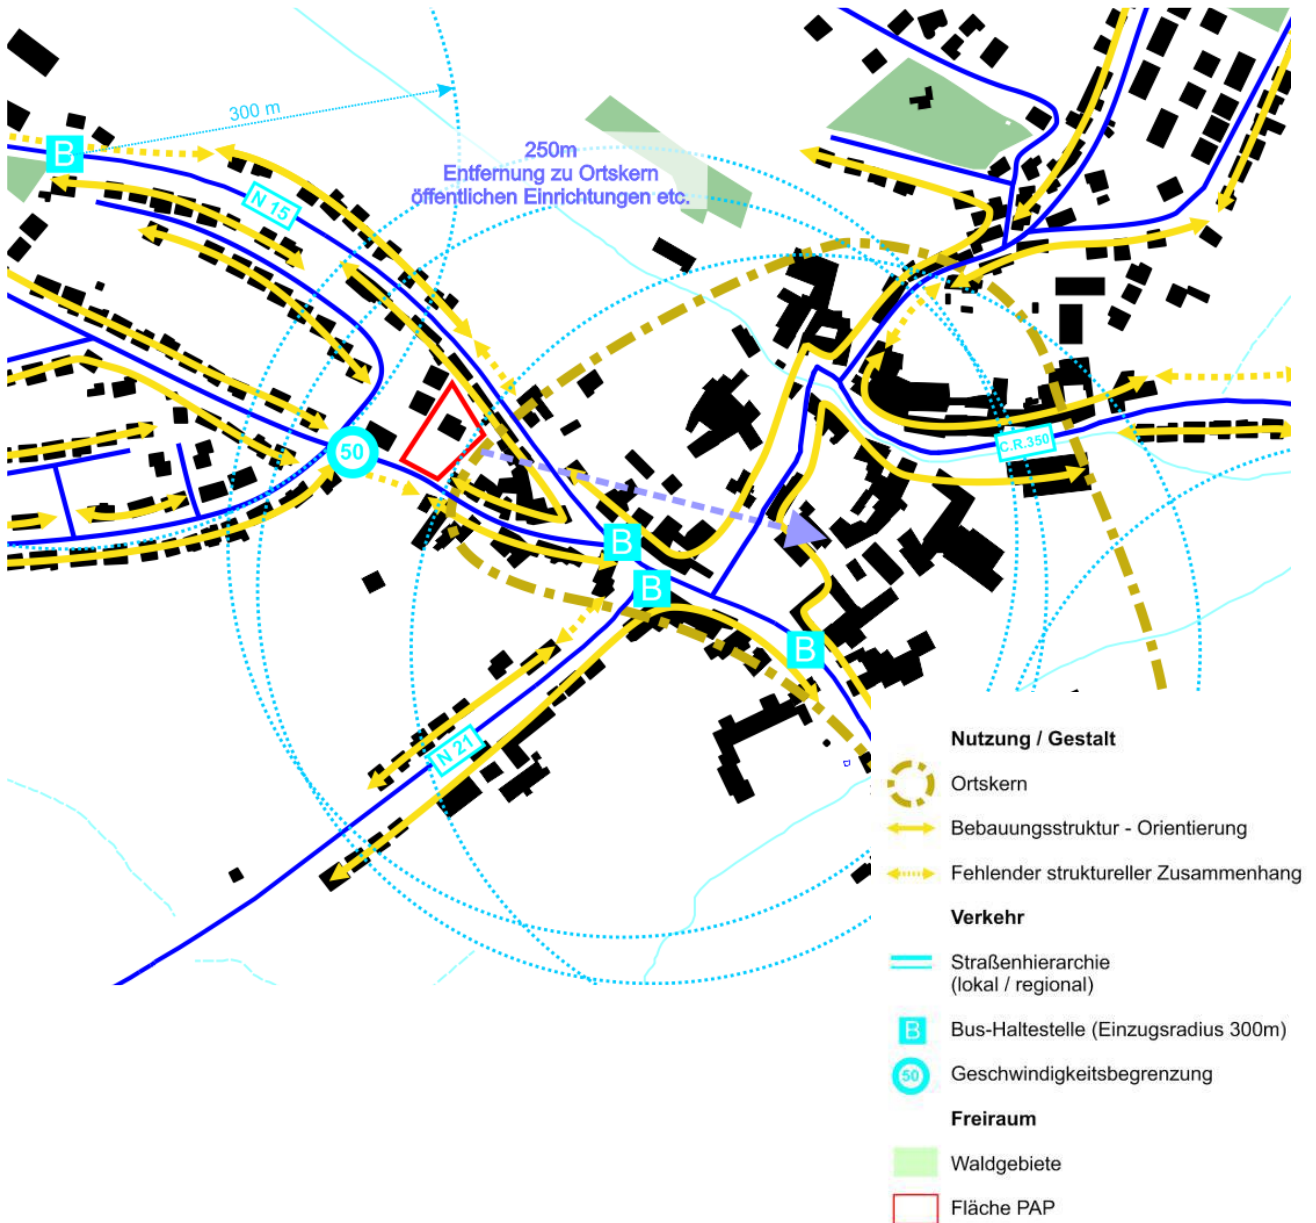 300 m
B
250m
Entfernung zu Ortskern
öffentlichen Einrichtungen etc.
N 15
50
C.R.350
B
B
B
N 21
D
Nutzung / Gestalt
Ortskern
Bebauungsstruktur - Orientierung
Fehlender struktureller Zusammenhang
Verkehr
Straßenhierarchie
(lokal / regional)
B
Bus-Haltestelle (Einzugsradius 300m)
50
Geschwindigkeitsbegrenzung
Freiraum
Waldgebiete
Fläche PAP